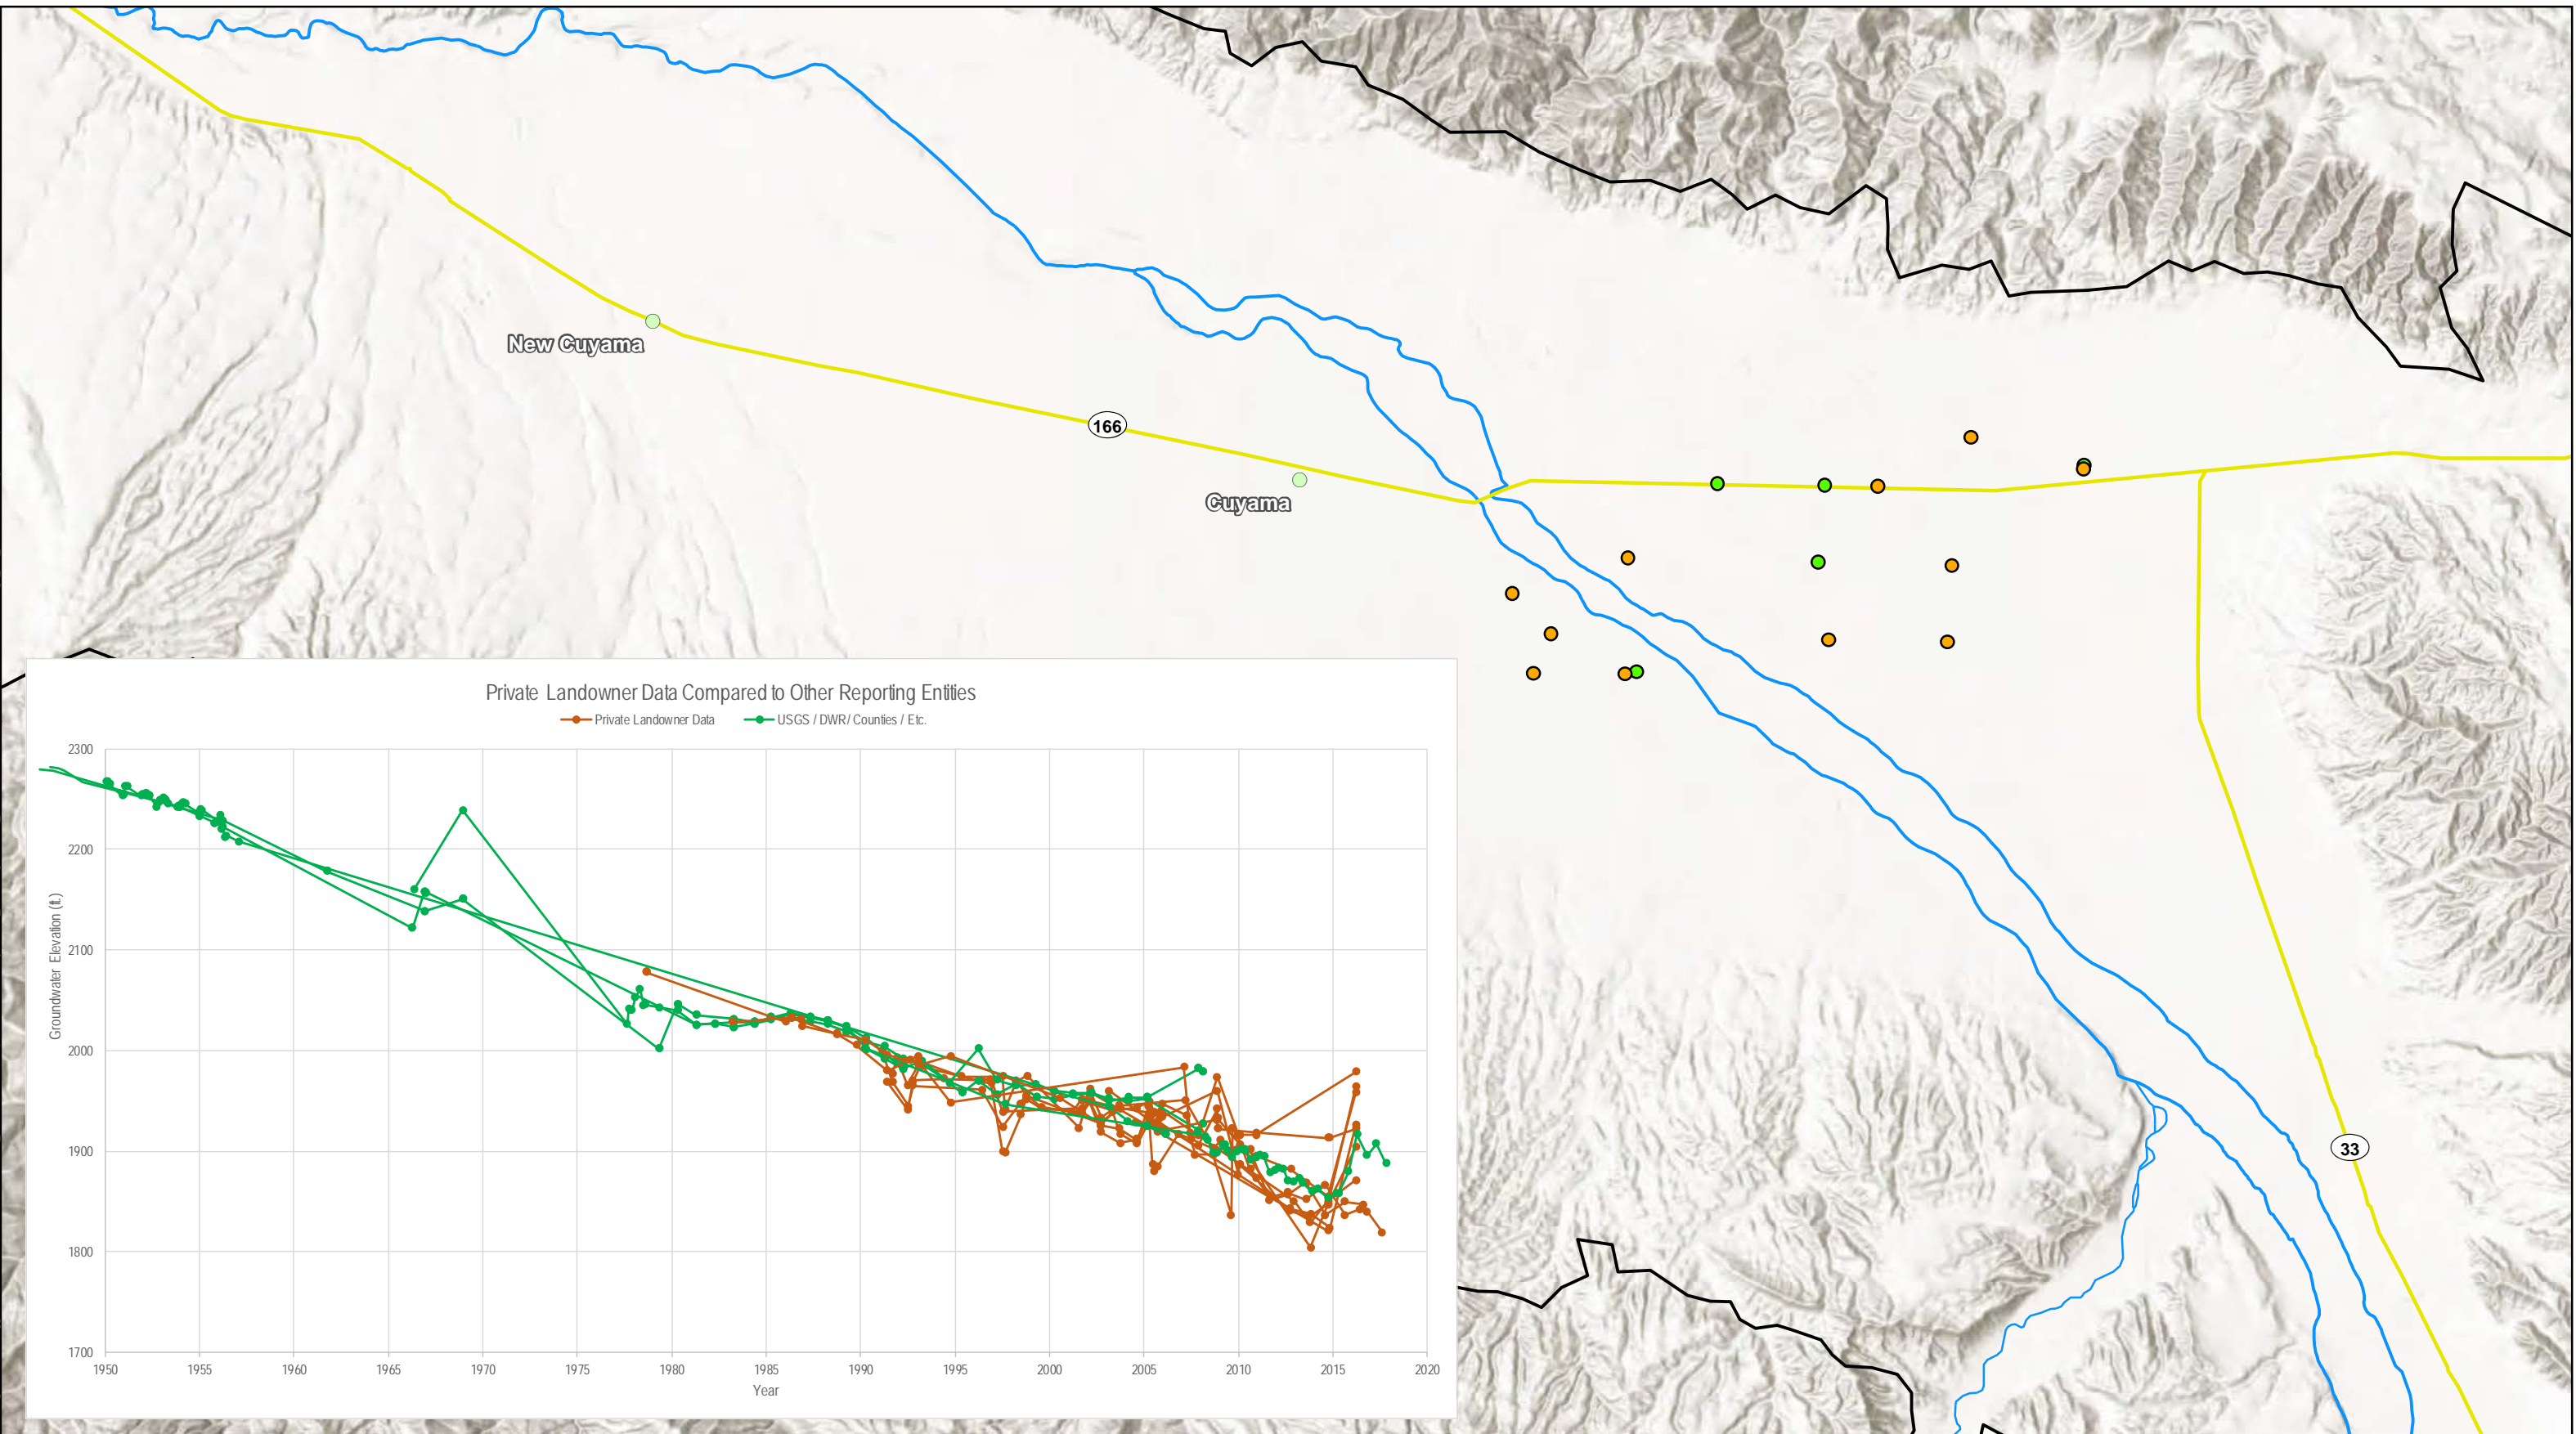 New Cuyama
166
Cuyama
33
Private Landowner Data Compared to Other Reporting Entities
Private Landowner Data
USGS / DWR/ Counties / Etc.
Groundwater Elevation (ft.)
2300
2200
2100
2000
1900
1800
1700
1950 1955 1960 1965 1970 1975 1980 1985 1990 1995 2000 2005 2010 2015 2020
Year